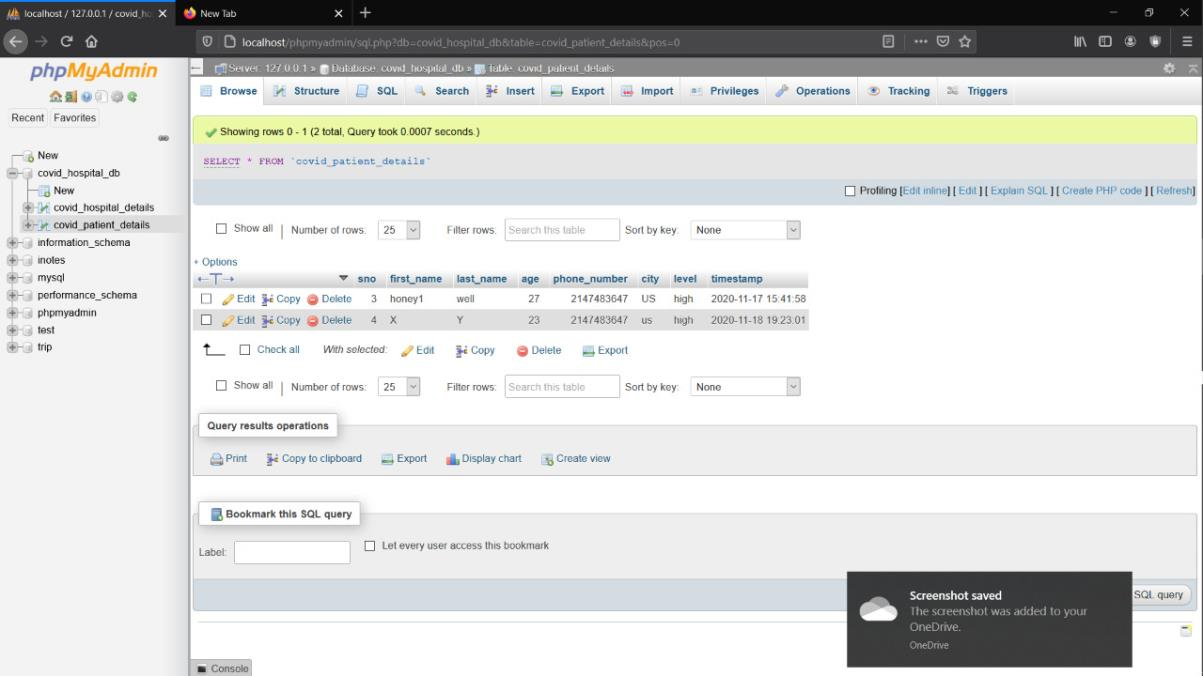 localhost / 127.0.0.1 / covid_ho
New Tab
localhost/phpmyadmin/sql.php?db=covid_hospital_db&table=covid_patient_details&pos=0
phpMyAdmin
Recent Favorites
New
covid_hospital_db
New
covid_hospital_details
covid_patient_details
information_schema
inotes
mysql
performance_schema
phpmyadmin
test
trip
Server: 127.0.0.1 » Database: covid_hospital_db » Table: covid_patient_details
Browse Structure SQL Search Insert Export Import Privileges Operations Tracking Triggers
Showing rows 0 - 1 (2 total, Query took 0.0007 seconds.)
SELECT * FROM `covid_patient_details`
Profiling [Edit inline] [ Edit ] [ Explain SQL ] [ Create PHP code ] [ Refresh]
Show all | Number of rows: 25 Filter rows: Search this table Sort by key: None
+ Options
←T→ sno first_name last_name age phone_number city level timestamp
Edit Copy Delete 3 honey1 well 27 2147483647 US high 2020-11-17 15:41:58
Edit Copy Delete 4 X Y 23 2147483647 us high 2020-11-18 19:23:01
Check all With selected: Edit Copy Delete Export
Show all | Number of rows: 25 Filter rows: Search this table Sort by key: None
Query results operations
Print Copy to clipboard Export Display chart Create view
Bookmark this SQL query
Label: Let every user access this bookmark
SQL query
Screenshot saved
The screenshot was added to your
OneDrive.
OneDrive
Console